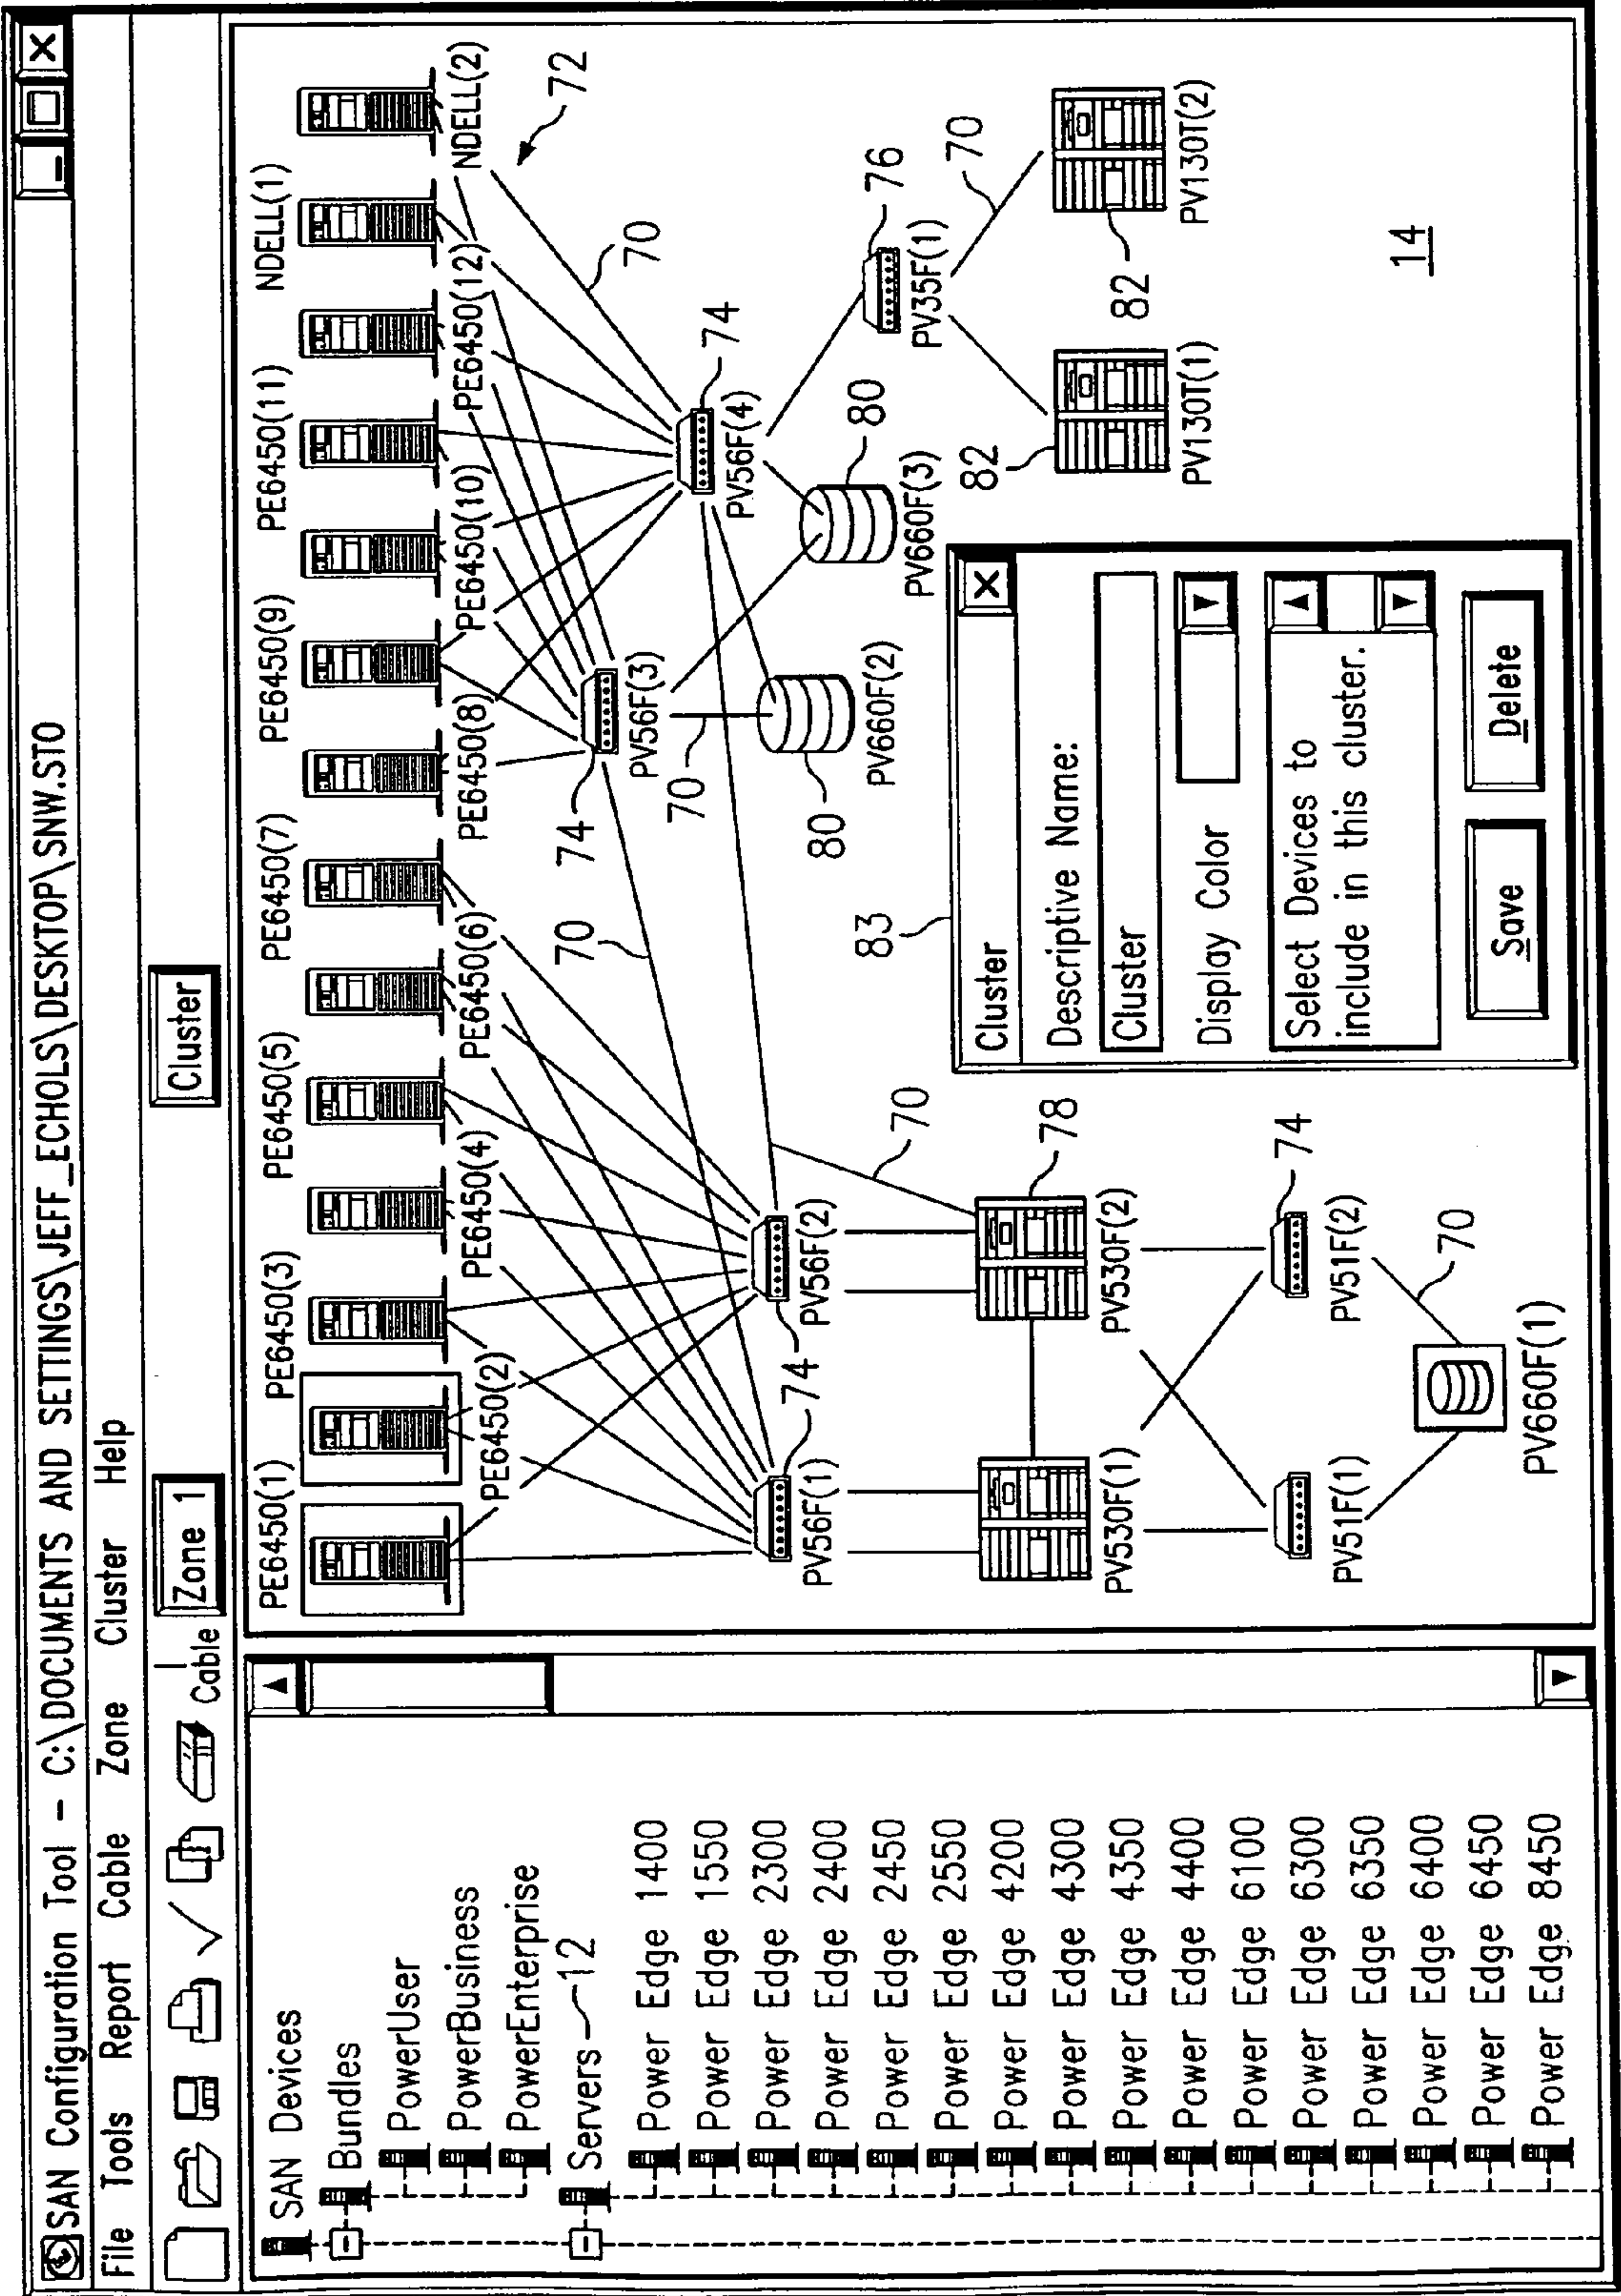 SAN Configuration Tool - C:\DOCUMENTS AND SETTINGS\JEFF_ECHOLS\DESKTOP\SNW.STO
File Tools Report Cable Zone Cluster Help
Cable
Zone 1
Cluster
SAN Devices
Bundles
PowerUser
PowerBusiness
PowerEnterprise
Servers 12
Power Edge 1400
Power Edge 1550
Power Edge 2300
Power Edge 2400
Power Edge 2450
Power Edge 2550
Power Edge 4200
Power Edge 4300
Power Edge 4350
Power Edge 4400
Power Edge 6100
Power Edge 6300
Power Edge 6350
Power Edge 6400
Power Edge 6450
Power Edge 8450
PE6450(1) PE6450(3) PE6450(5) PE6450(7) PE6450(9) PE6450(11) NDELL(1)
PE6450(2) PE6450(4) PE6450(6) PE6450(8) PE6450(10) PE6450(12) NDELL(2)
72
70
74
PV56F(3)
70
74
PV56F(4)
70
74
PV56F(1)
74
PV56F(2)
70
80
PV660F(2)
80
PV660F(3)
76
PV35F(1)
70
82
PV130T(1)
82
PV130T(2)
70
78
PV530F(1)
PV530F(2)
74
PV51F(1)
PV51F(2)
70
PV660F(1)
83
Cluster
Descriptive Name:
Cluster
Display Color
Select Devices to
include in this cluster.
Save
Delete
14